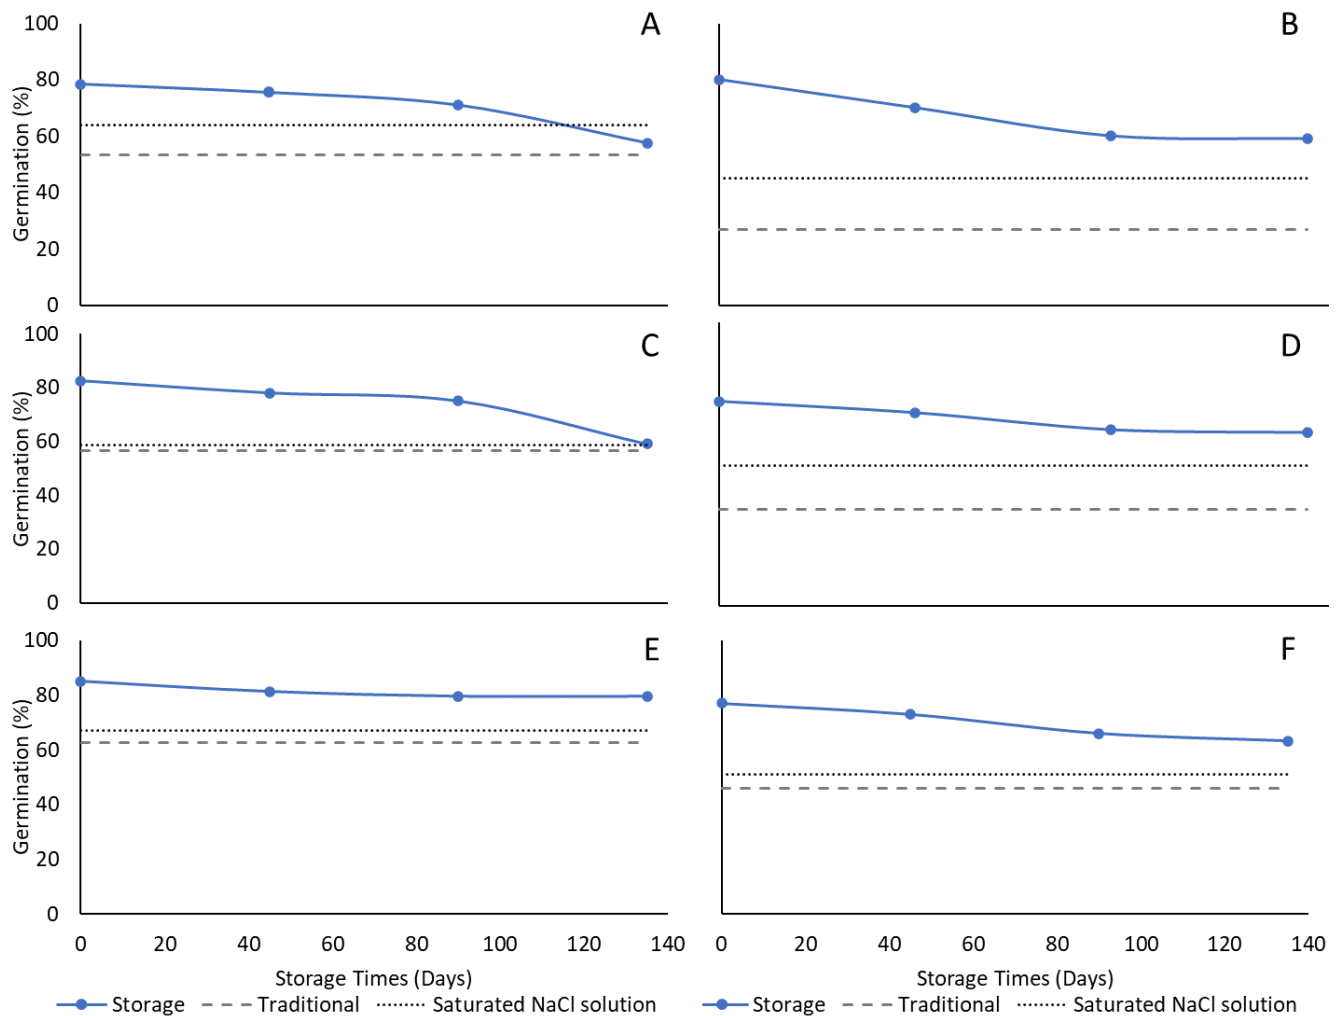 100
80
60
40
20
0
Germination (%)
A
B
100
80
60
40
20
0
Germination (%)
C
D
100
80
60
40
20
0
Germination (%)
E
F
0 20 40 60 80 100 120 140
0 20 40 60 80 100 120 140
Storage Times (Days)
Storage Times (Days)
Storage Traditional Saturated NaCl solution
Storage Traditional Saturated NaCl solution